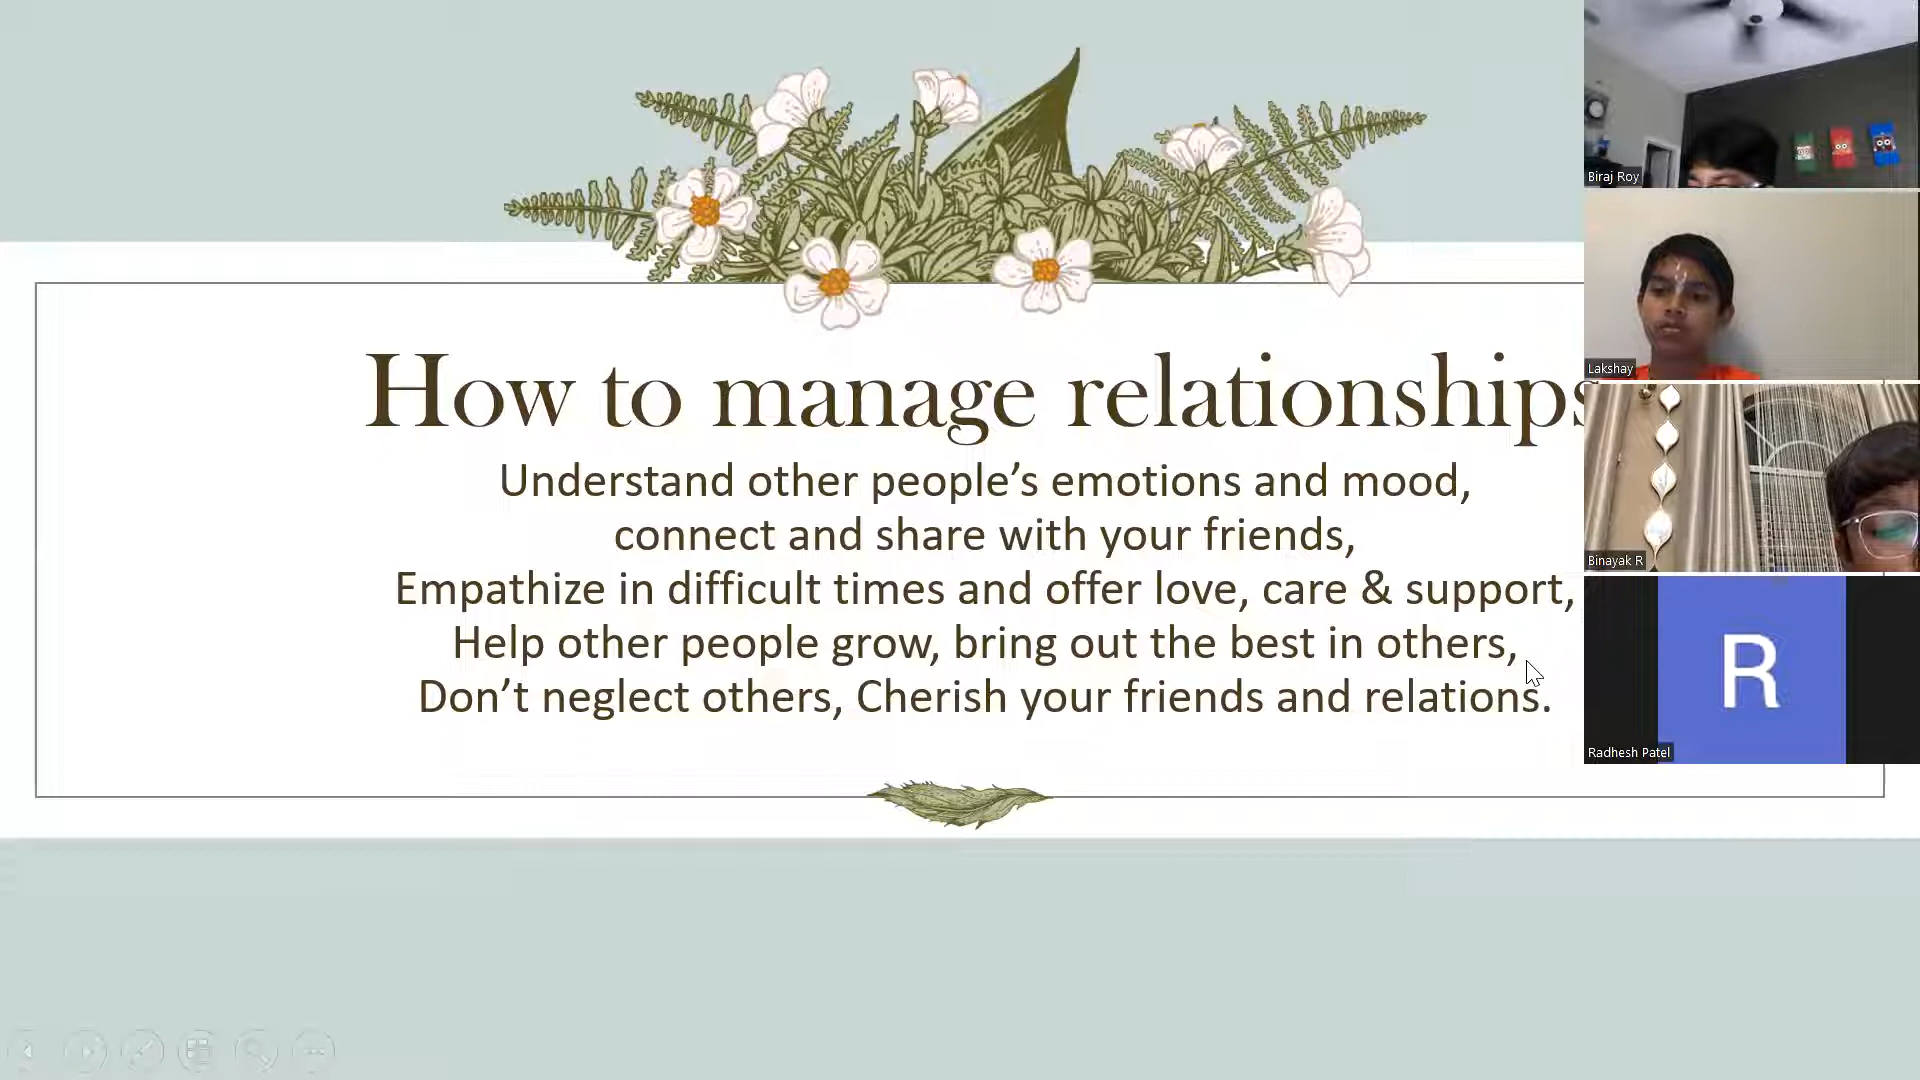 How to manage relationships
Understand other people’s emotions and mood,
connect and share with your friends,
Empathize in difficult times and offer love, care & support,
Help other people grow, bring out the best in others,
Don’t neglect others, Cherish your friends and relations.
Biraj Roy
Lakshay
Binayak R
R
Radhesh Patel